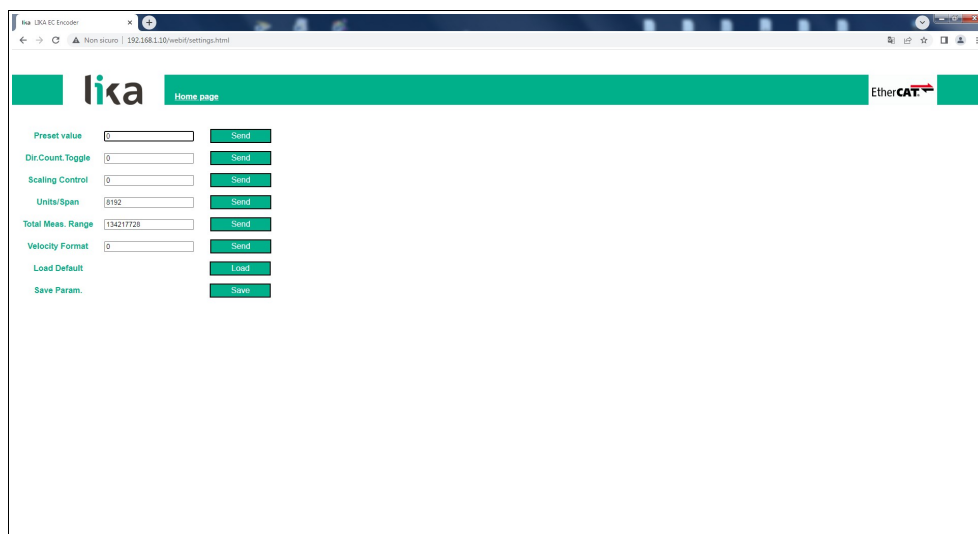 lika LIKA EC Encoder
Non sicuro | 192.168.1.10/webif/settings.html
lika
Home page
EtherCAT
Preset value 0 Send
Dir.Count.Toggle 0 Send
Scaling Control 0 Send
Units/Span 8192 Send
Total Meas. Range 134217728 Send
Velocity Format 0 Send
Load Default Load
Save Param. Save